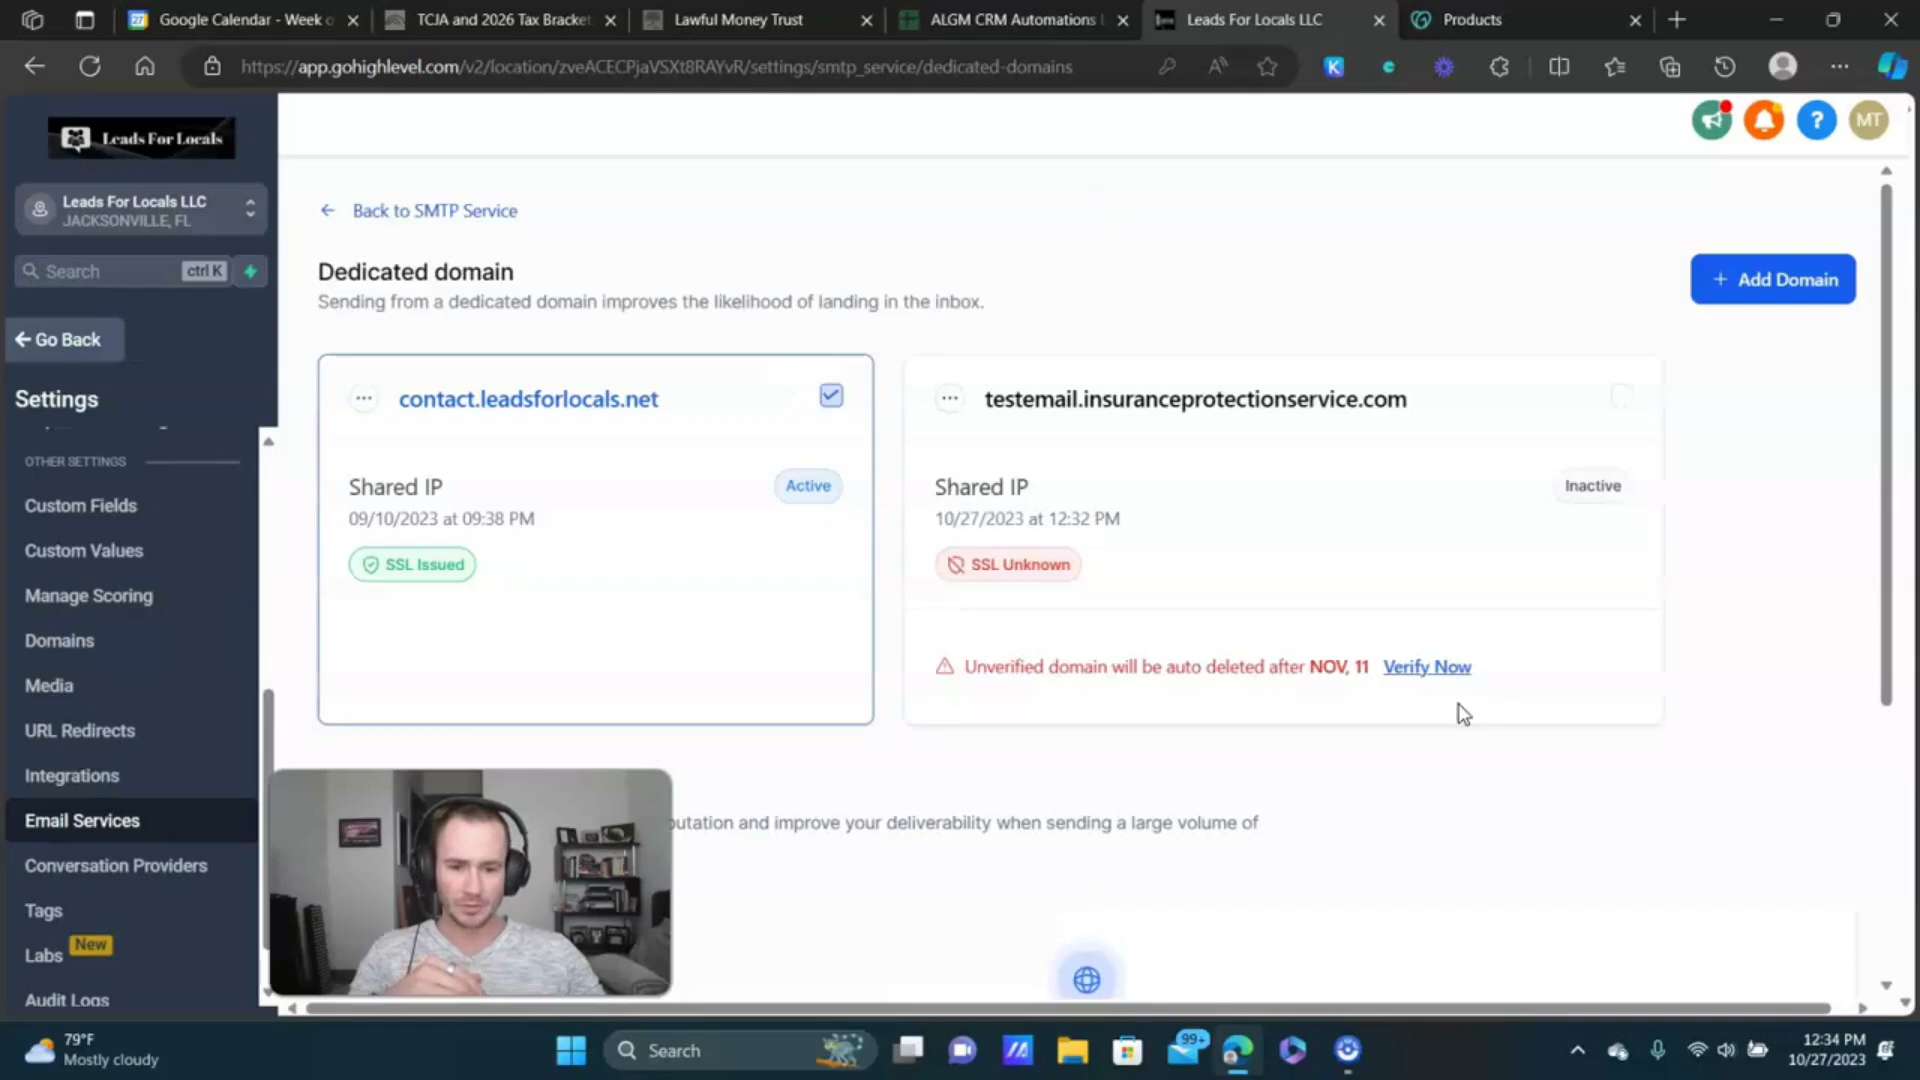 Google Calendar - Week o
TCJA and 2026 Tax Bracket
Lawful Money Trust
ALGM CRM Automations
Leads For Locals LLC
Products
https://app.gohighlevel.com/v2/location/zveACECPjaVSXt8RAYvR/settings/smtp_service/dedicated-domains
Leads For Locals
MT
Leads For Locals LLC
JACKSONVILLE, FL
Search
ctrl K
Go Back
Settings
OTHER SETTINGS
Custom Fields
Custom Values
Manage Scoring
Domains
Media
URL Redirects
Integrations
Email Services
Conversation Providers
Tags
Labs New
Audit Logs
Back to SMTP Service
Dedicated domain
Sending from a dedicated domain improves the likelihood of landing in the inbox.
+ Add Domain
contact.leadsforlocals.net
Shared IP
Active
09/10/2023 at 09:38 PM
SSL Issued
testemail.insuranceprotectionservice.com
Shared IP
Inactive
10/27/2023 at 12:32 PM
SSL Unknown
Unverified domain will be auto deleted after NOV, 11 Verify Now
putation and improve your deliverability when sending a large volume of
79°F
Mostly cloudy
Search
99+
12:34 PM
10/27/2023